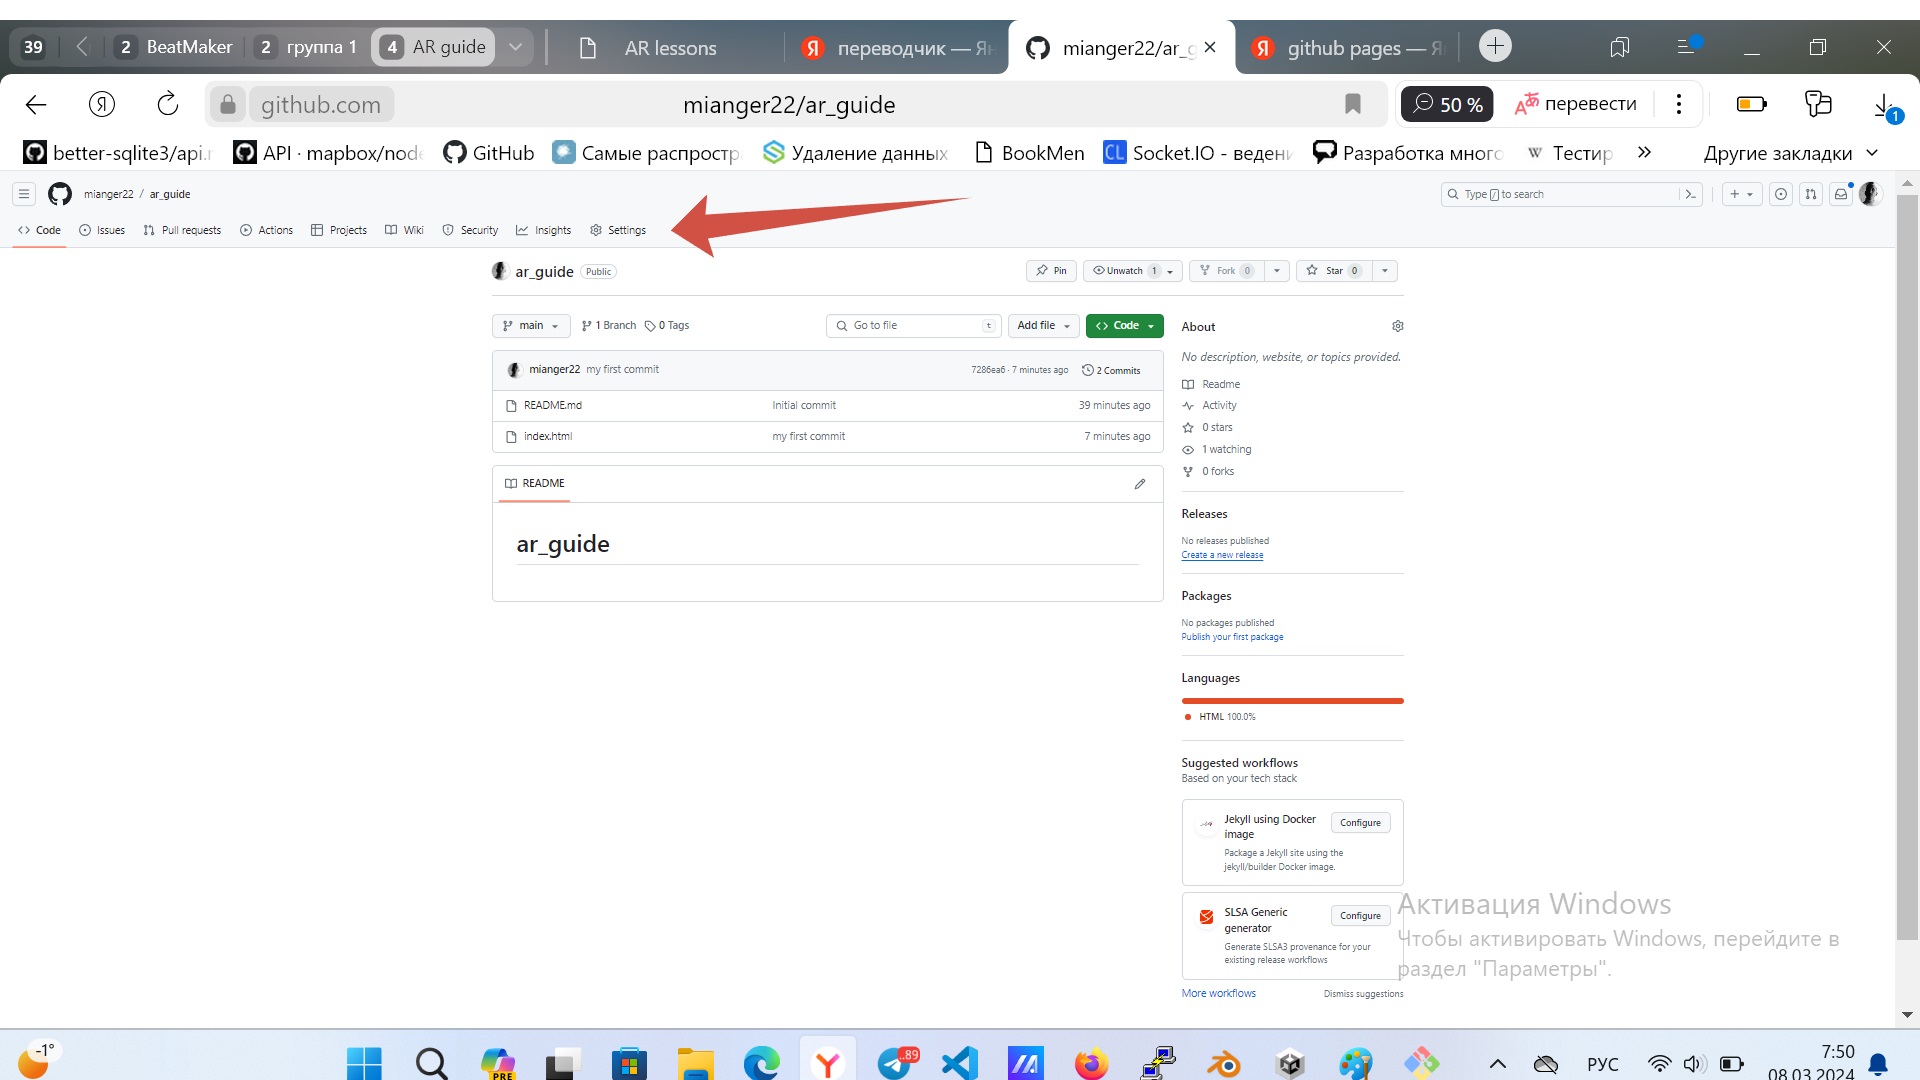 39
2 BeatMaker
2 группа 1
4 AR guide
AR lessons
переводчик — Ян
mianger22/ar_g
github pages — Я
github.com
mianger22/ar_guide
50 %
перевести
1
better-sqlite3/api.r
API · mapbox/node
GitHub
Самые распростр
Удаление данных
BookMen
CL Socket.IO - ведени
Разработка много
W Тестир
Другие закладки
mianger22 / ar_guide
Type / to search
Code
Issues
Pull requests
Actions
Projects
Wiki
Security
Insights
Settings
ar_guide Public
Pin
Unwatch 1
Fork 0
Star 0
main
1 Branch
0 Tags
Go to file t
Add file
Code
About
No description, website, or topics provided.
mianger22 my first commit 7286ea6 · 7 minutes ago 2 Commits
README.md Initial commit 39 minutes ago
index.html my first commit 7 minutes ago
README
ar_guide
Readme
Activity
0 stars
1 watching
0 forks
Releases
No releases published
Create a new release
Packages
No packages published
Publish your first package
Languages
HTML 100.0%
Suggested workflows
Based on your tech stack
Jekyll using Docker
image
Configure
Package a Jekyll site using the
jekyll/builder Docker image.
SLSA Generic
generator
Configure
Generate SLSA3 provenance for your
existing release workflows
More workflows
Dismiss suggestions
Активация Windows
Чтобы активировать Windows, перейдите в
раздел "Параметры".
-1°
PRE
89
РУС
7:50
08.03.2024